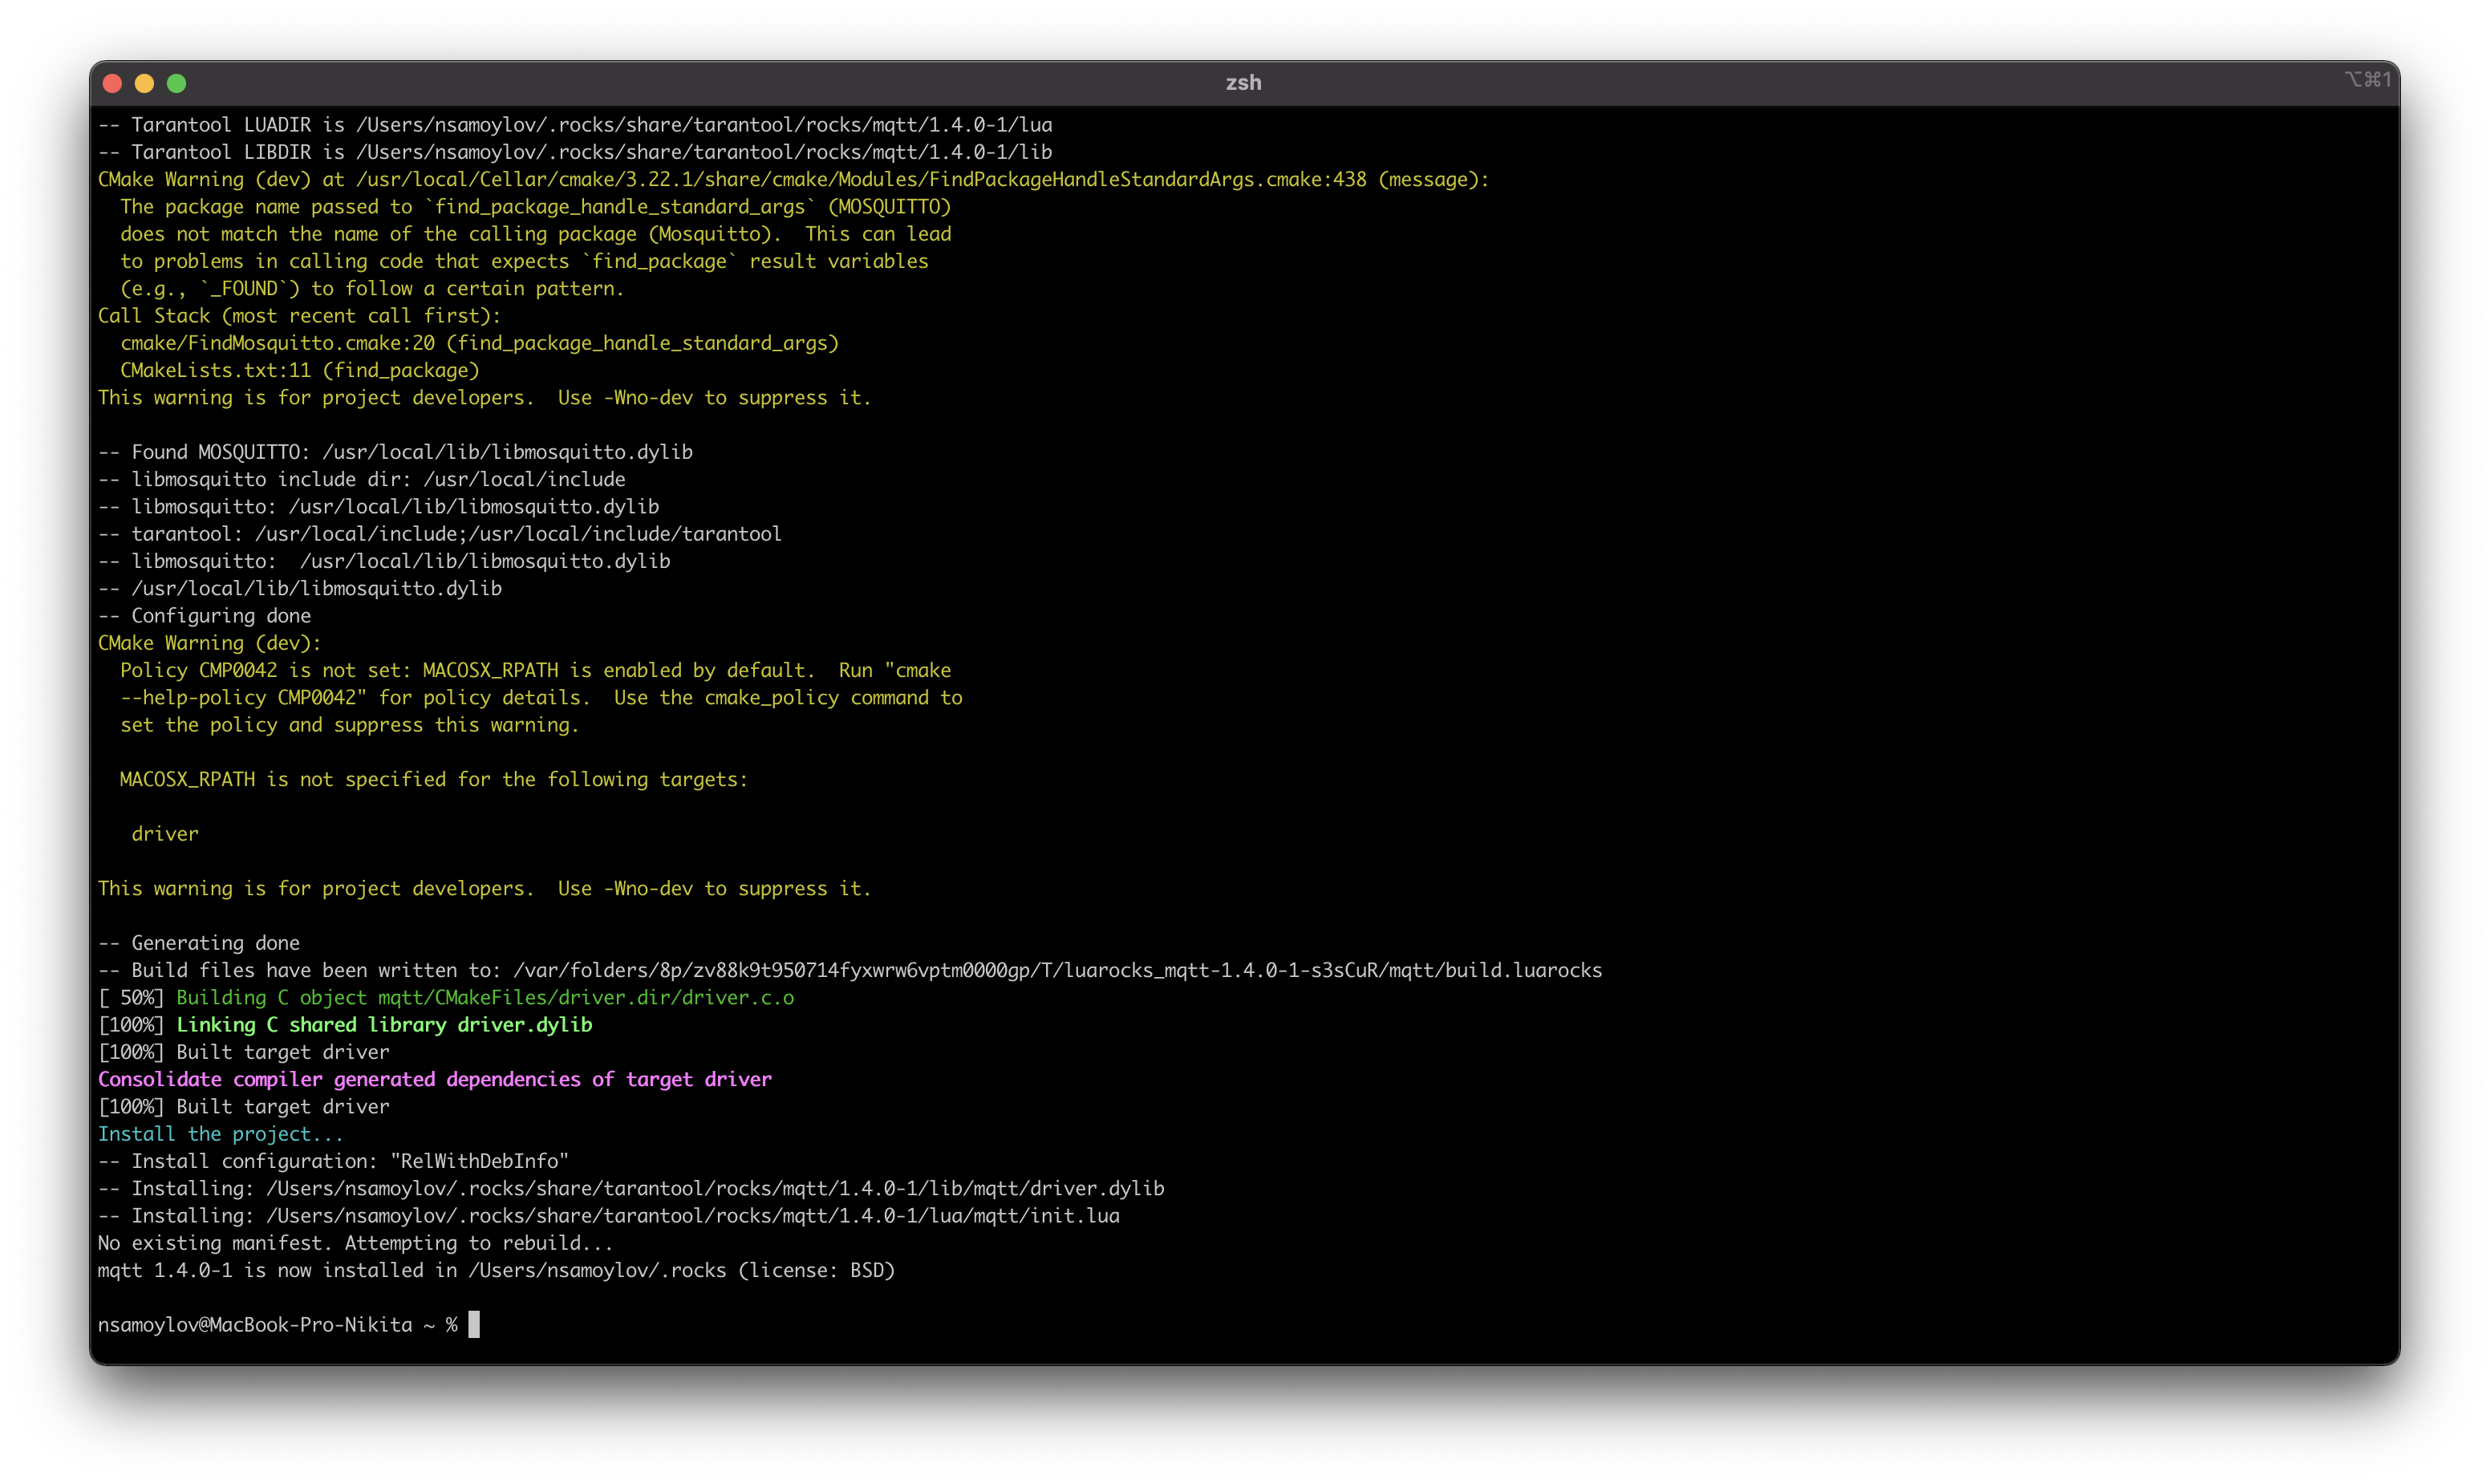 zsh
⌥⌘1
-- Tarantool LUADIR is /Users/nsamoylov/.rocks/share/tarantool/rocks/mqtt/1.4.0-1/lua
-- Tarantool LIBDIR is /Users/nsamoylov/.rocks/share/tarantool/rocks/mqtt/1.4.0-1/lib
CMake Warning (dev) at /usr/local/Cellar/cmake/3.22.1/share/cmake/Modules/FindPackageHandleStandardArgs.cmake:438 (message):
  The package name passed to `find_package_handle_standard_args` (MOSQUITTO)
  does not match the name of the calling package (Mosquitto).  This can lead
  to problems in calling code that expects `find_package` result variables
  (e.g., `_FOUND`) to follow a certain pattern.
Call Stack (most recent call first):
  cmake/FindMosquitto.cmake:20 (find_package_handle_standard_args)
  CMakeLists.txt:11 (find_package)
This warning is for project developers.  Use -Wno-dev to suppress it.

-- Found MOSQUITTO: /usr/local/lib/libmosquitto.dylib
-- libmosquitto include dir: /usr/local/include
-- libmosquitto: /usr/local/lib/libmosquitto.dylib
-- tarantool: /usr/local/include;/usr/local/include/tarantool
-- libmosquitto:  /usr/local/lib/libmosquitto.dylib
-- /usr/local/lib/libmosquitto.dylib
-- Configuring done
CMake Warning (dev):
  Policy CMP0042 is not set: MACOSX_RPATH is enabled by default.  Run "cmake
  --help-policy CMP0042" for policy details.  Use the cmake_policy command to
  set the policy and suppress this warning.

  MACOSX_RPATH is not specified for the following targets:

   driver

This warning is for project developers.  Use -Wno-dev to suppress it.

-- Generating done
-- Build files have been written to: /var/folders/8p/zv88k9t950714fyxwrw6vptm0000gp/T/luarocks_mqtt-1.4.0-1-s3sCuR/mqtt/build.luarocks
[ 50%] Building C object mqtt/CMakeFiles/driver.dir/driver.c.o
[100%] Linking C shared library driver.dylib
[100%] Built target driver
Consolidate compiler generated dependencies of target driver
[100%] Built target driver
Install the project...
-- Install configuration: "RelWithDebInfo"
-- Installing: /Users/nsamoylov/.rocks/share/tarantool/rocks/mqtt/1.4.0-1/lib/mqtt/driver.dylib
-- Installing: /Users/nsamoylov/.rocks/share/tarantool/rocks/mqtt/1.4.0-1/lua/mqtt/init.lua
No existing manifest. Attempting to rebuild...
mqtt 1.4.0-1 is now installed in /Users/nsamoylov/.rocks (license: BSD)

nsamoylov@MacBook-Pro-Nikita ~ %